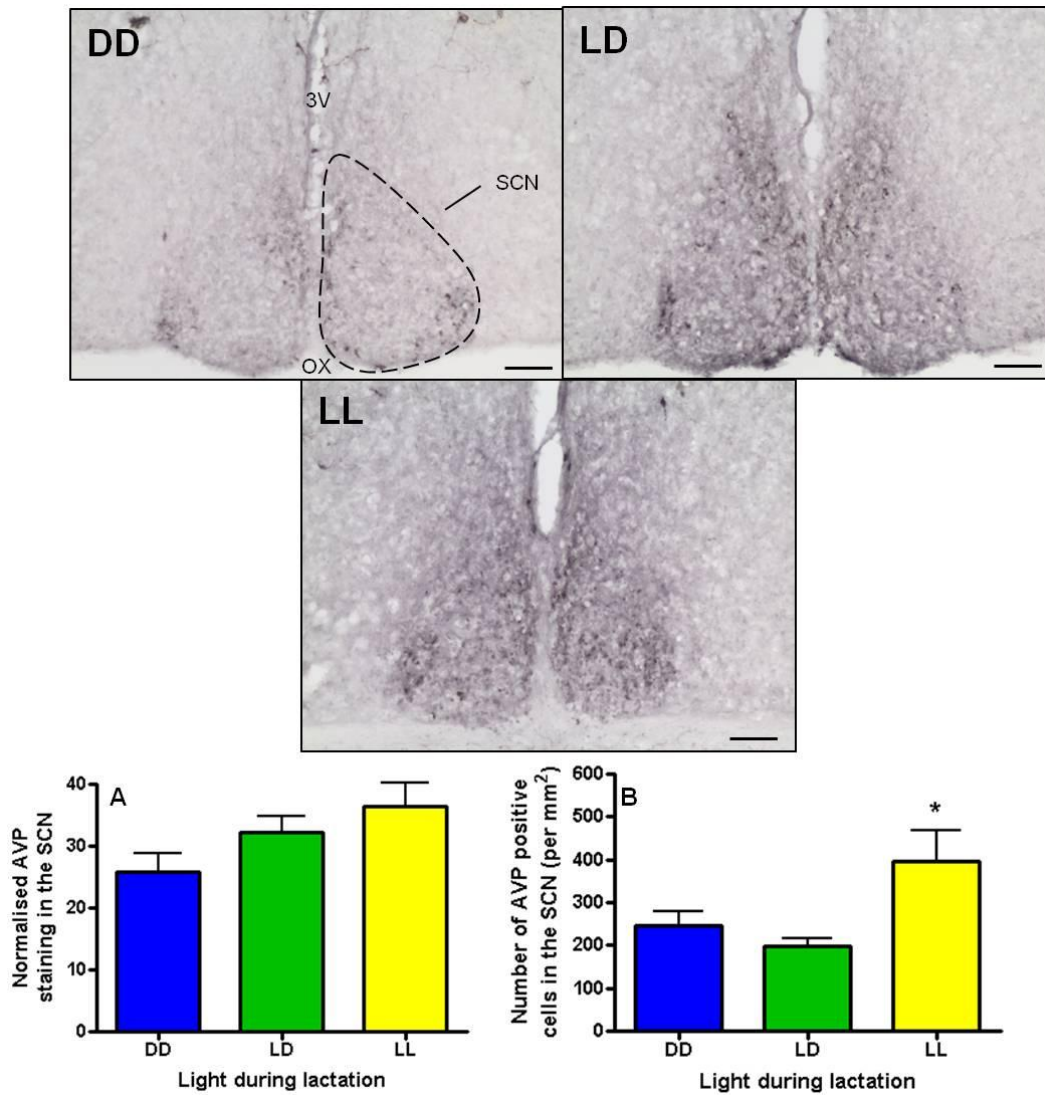 DD
3V
SCN
OX
LD
LL
A
Normalised AVP
staining in the SCN
40
30
20
10
0
DD
LD
LL
Light during lactation
B
Number of AVP positive
cells in the SCN (per mm²)
600
500
400
300
200
100
0
*
DD
LD
LL
Light during lactation